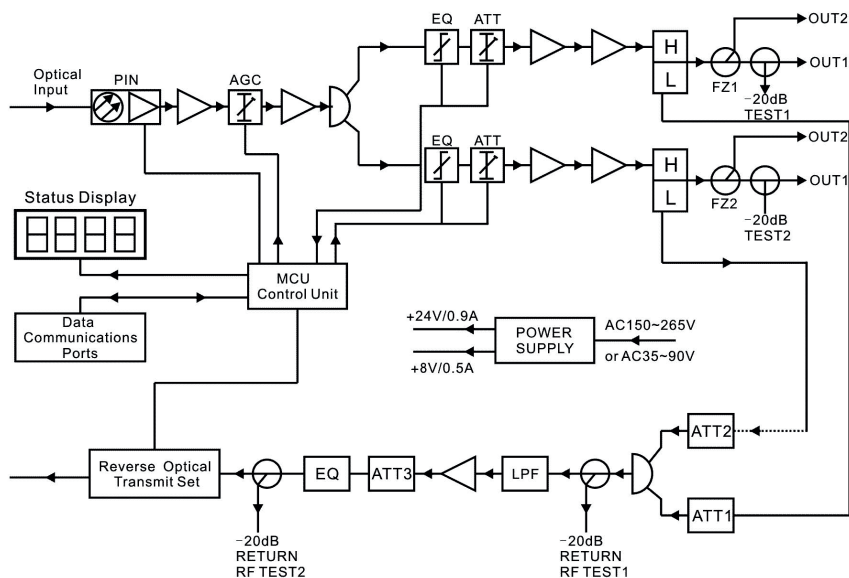 EQ ATT
OUT2
H
L
OUT1
FZ1
−20dB
TEST1
Optical
Input
PIN
AGC
EQ ATT
OUT2
H
L
OUT1
FZ2
−20dB
TEST2
Status Display
MCU
Control Unit
Data
Communications
Ports
+24V/0.9A
+8V/0.5A
POWER
SUPPLY
AC150~265V
or AC35~90V
ATT2
Reverse Optical
Transmit Set
EQ
ATT3
LPF
ATT1
−20dB
RETURN
RF TEST2
−20dB
RETURN
RF TEST1